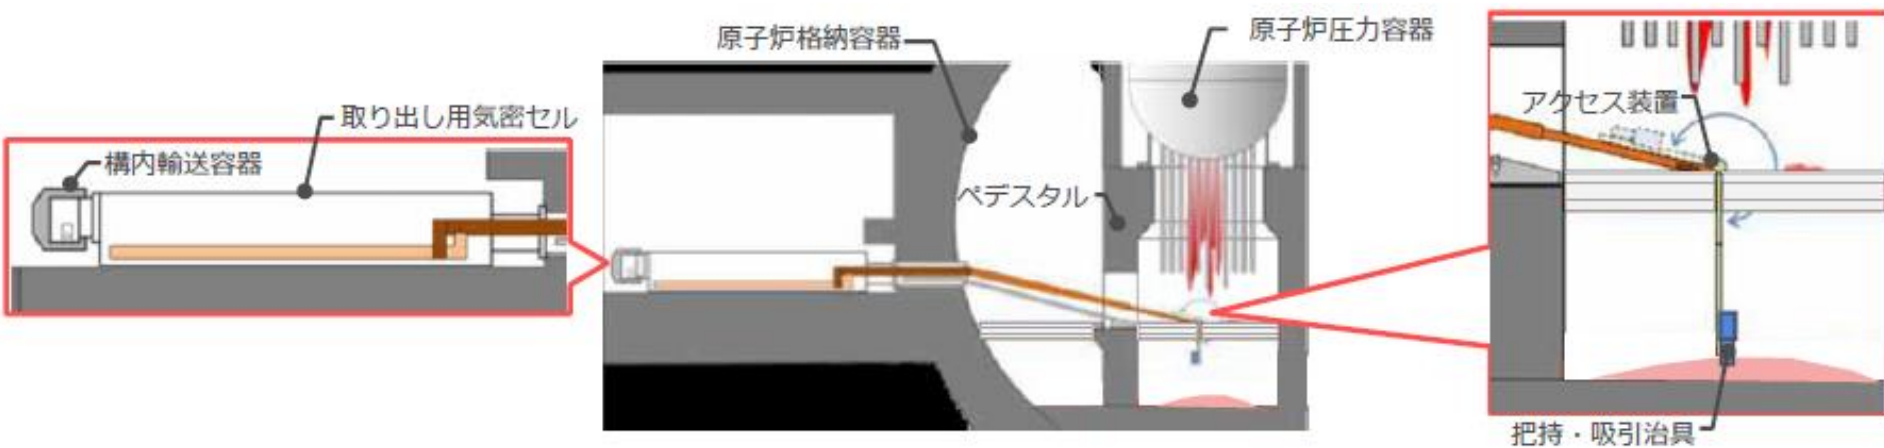 構内輸送容器
取り出し用気密セル
原子炉格納容器
原子炉圧力容器
ペデスタル
アクセス装置
把持・吸引治具